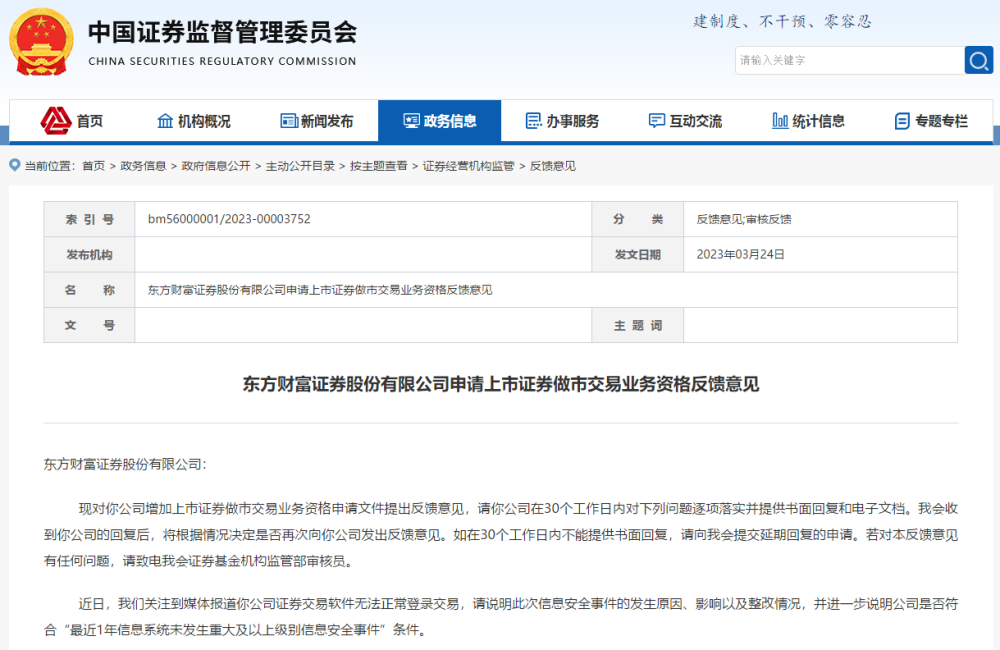 中国证券监督管理委员会
CHINA SECURITIES REGULATORY COMMISSION
建制度、不干预、零容忍
请输入关键字
首页 机构概况 新闻发布 政务信息 办事服务 互动交流 统计信息 专题专栏
当前位置：首页 > 政务信息 > 政府信息公开 > 主动公开目录 > 按主题查看 > 证券经营机构监管 > 反馈意见
索 引 号 bm56000001/2023-00003752 分 类 反馈意见;审核反馈
发布机构 发文日期 2023年03月24日
名 称 东方财富证券股份有限公司申请上市证券做市交易业务资格反馈意见
文 号 主 题 词
东方财富证券股份有限公司申请上市证券做市交易业务资格反馈意见
东方财富证券股份有限公司：
现对你公司增加上市证券做市交易业务资格申请文件提出反馈意见，请你公司在30个工作日内对下列问题逐项落实并提供书面回复和电子文档。我会收
到你公司的回复后，将根据情况决定是否再次向你公司发出反馈意见。如在30个工作日内不能提供书面回复，请向我会提交延期回复的申请。若对本反馈意见
有任何问题，请致电我会证券基金机构监管部审核员。
近日，我们关注到媒体报道你公司证券交易软件无法正常登录交易，请说明此次信息安全事件的发生原因、影响以及整改情况，并进一步说明公司是否符
合“最近1年信息系统未发生重大及以上级别信息安全事件”条件。